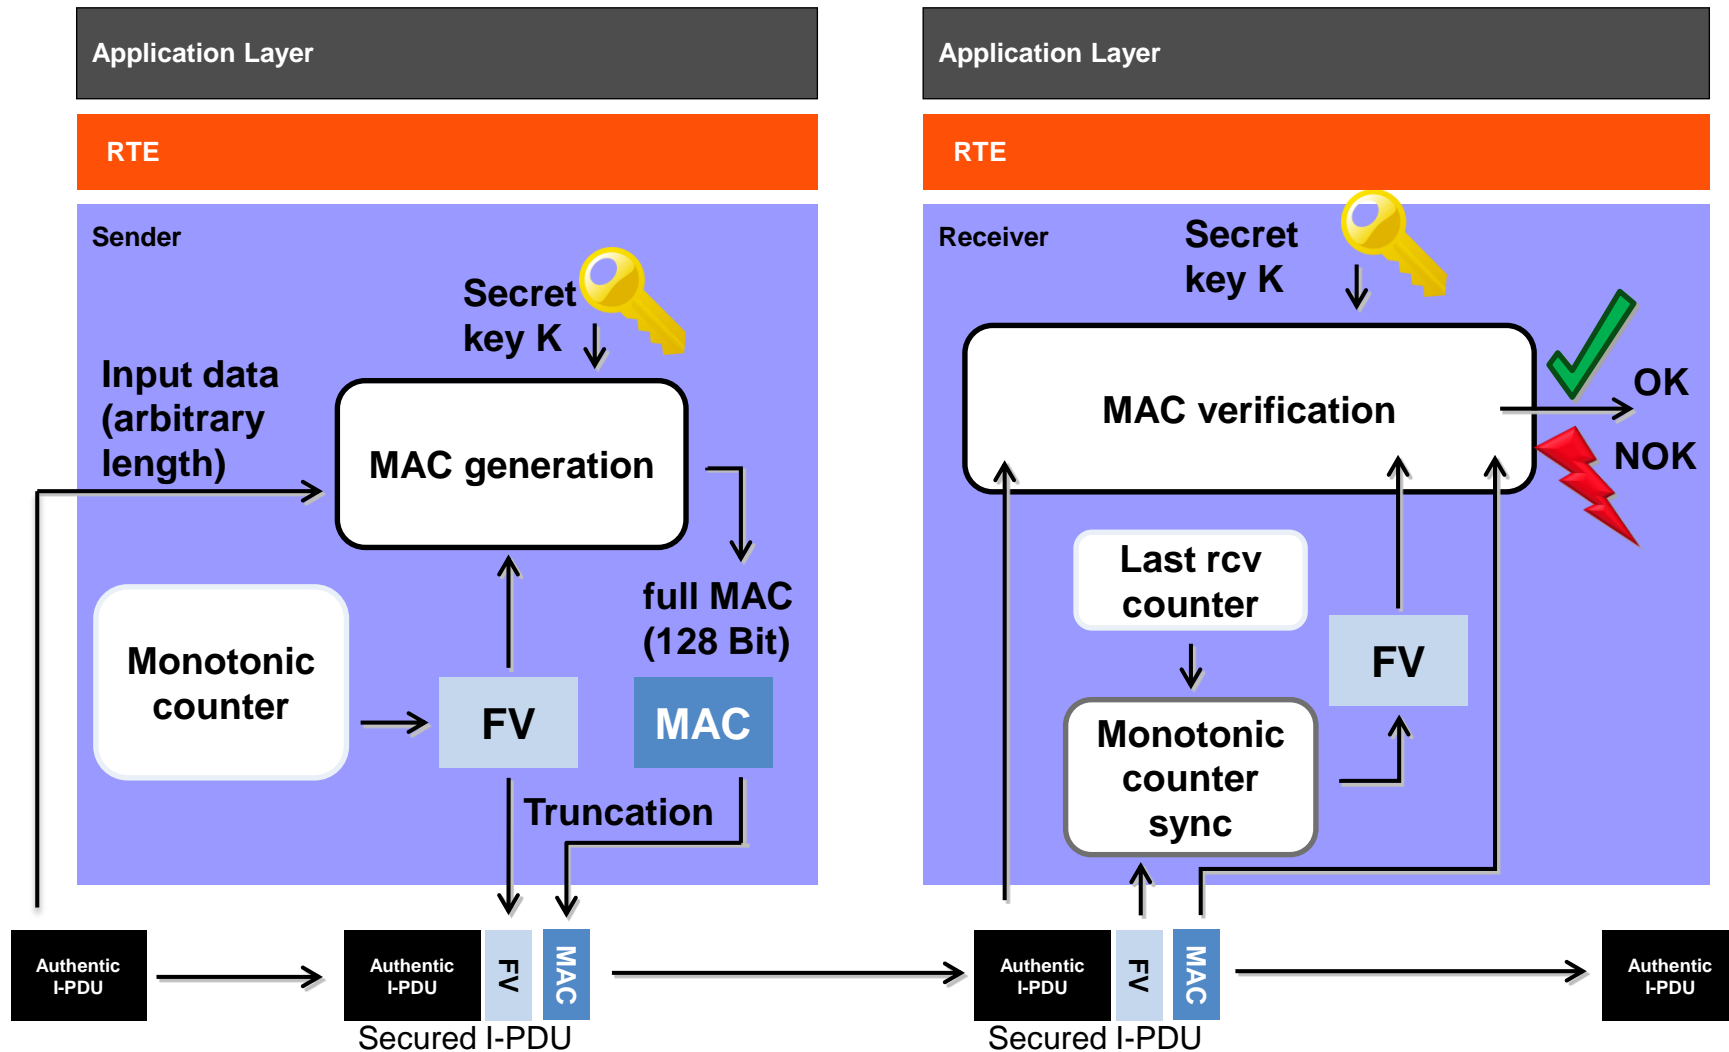 Application Layer
RTE
Sender
Secret
key K
Input data
(arbitrary
length)
MAC generation
full MAC
(128 Bit)
Monotonic
counter
FV
MAC
Truncation
Authentic
I-PDU
Authentic
I-PDU
FV
MAC
Secured I-PDU
Application Layer
RTE
Receiver
Secret
key K
MAC verification
OK
NOK
Last rcv
counter
FV
Monotonic
counter
sync
Authentic
I-PDU
FV
MAC
Secured I-PDU
Authentic
I-PDU